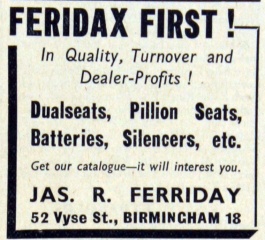 FERIDAX FIRST !
In Quality, Turnover and
Dealer-Profits !
Dualseats, Pillion Seats,
Batteries, Silencers, etc.
Get our catalogue—it will interest you.
JAS. R. FERRIDAY
52 Vyse St., BIRMINGHAM 18